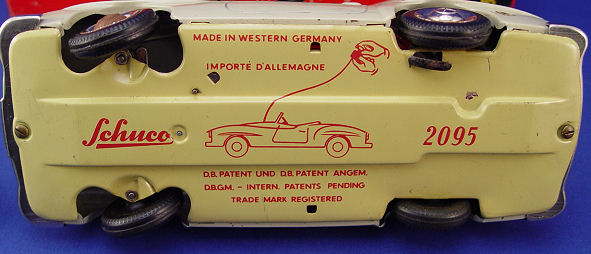 MADE IN WESTERN GERMANY
IMPORTÉ D'ALLEMAGNE
Schuco
2095
D.B. PATENT UND D.B. PATENT ANGEM.
D.B.G.M. - INTERN. PATENTS PENDING
TRADE MARK REGISTERED